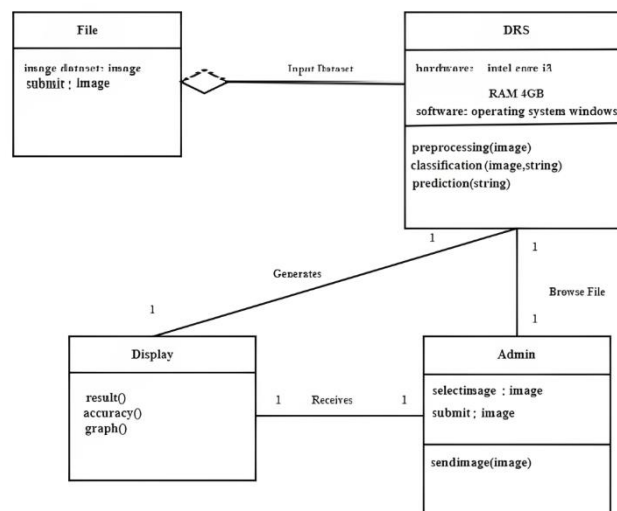 File
image dataset: image
submit : image
Input Dataset
DRS
hardware: intel core i3
RAM 4GB
software: operating system windows
preprocessing(image)
classification (image,string)
prediction(string)
1
1
Generates
Browse File
1
1
Display
result()
accuracy()
graph()
1
Receives
1
Admin
selectimage : image
submit : image
sendimage(image)